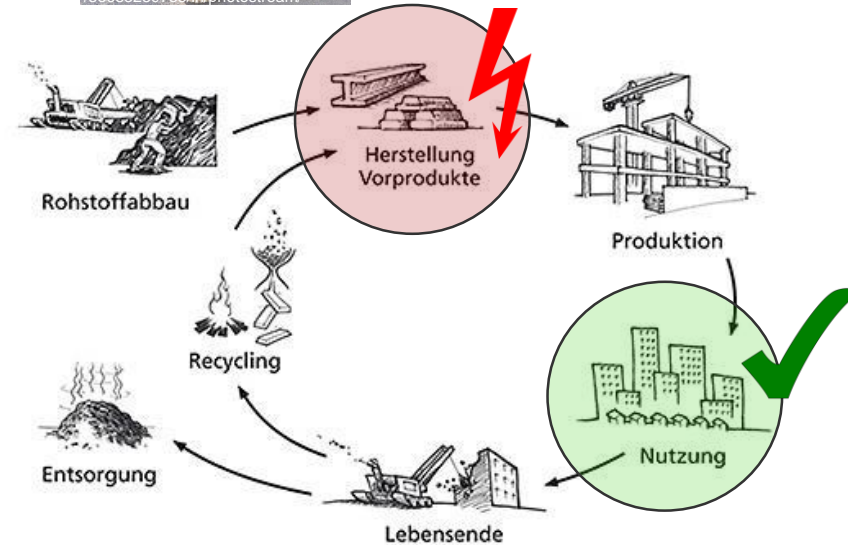 Rohstoffabbau
Herstellung
Vorprodukte
Produktion
Recycling
Nutzung
Entsorgung
Lebensende